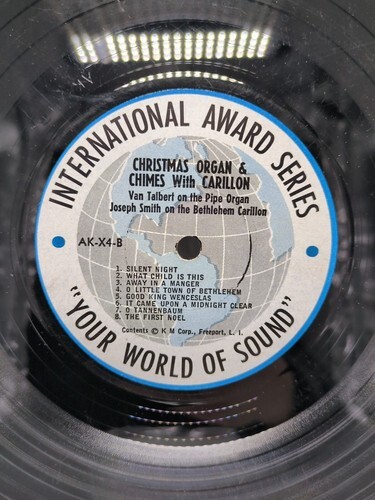 INTERNATIONAL AWARD SERIES
CHRISTMAS ORGAN &
CHIMES With CARILLON
Van Talbert on the Pipe Organ
Joseph Smith on the Bethlehem Carillon
AK-X4-B
1. SILENT NIGHT
2. WHAT CHILD IS THIS
3. AWAY IN A MANGER
4. O LITTLE TOWN OF BETHLEHEM
5. GOOD KING WENCESLAS
6. IT CAME UPON A MIDNIGHT CLEAR
7. O TANNENBAUM
8. THE FIRST NOEL
Contents © K M Corp., Freeport, L. I.
"YOUR WORLD OF SOUND"